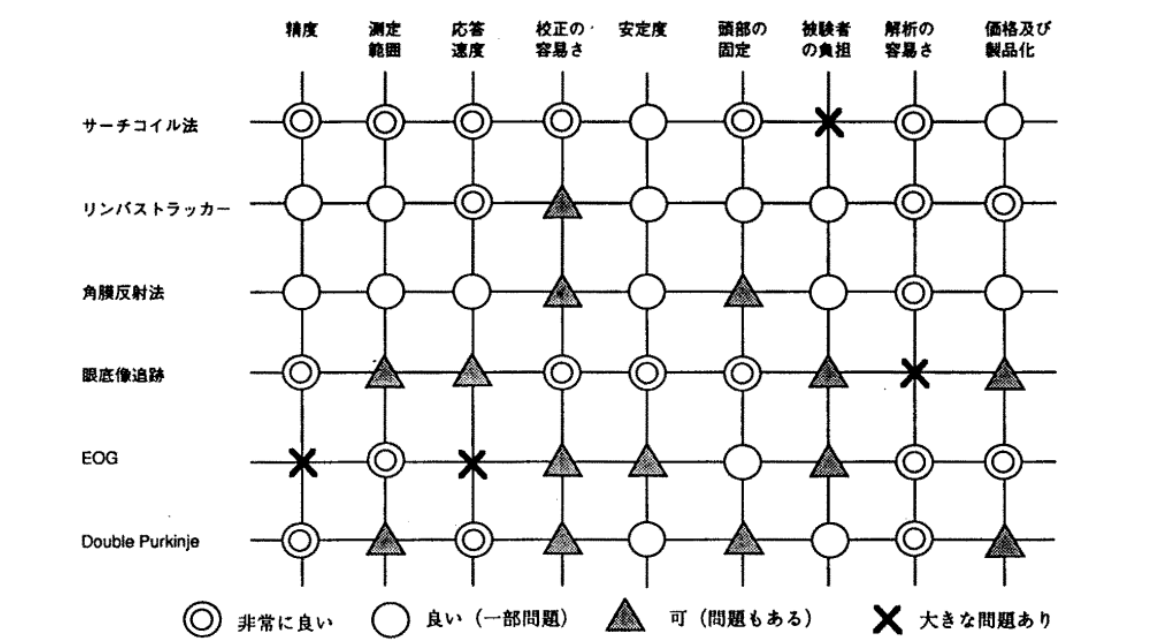 精度
測定
範囲
応答
速度
校正の
容易さ
安定度
頭部の
固定
被験者
の負担
解析の
容易さ
価格及び
製品化
サーチコイル法
リンバストラッカー
角膜反射法
眼底像追跡
EOG
Double Purkinje
非常に良い
良い（一部問題）
可（問題もある）
大きな問題あり